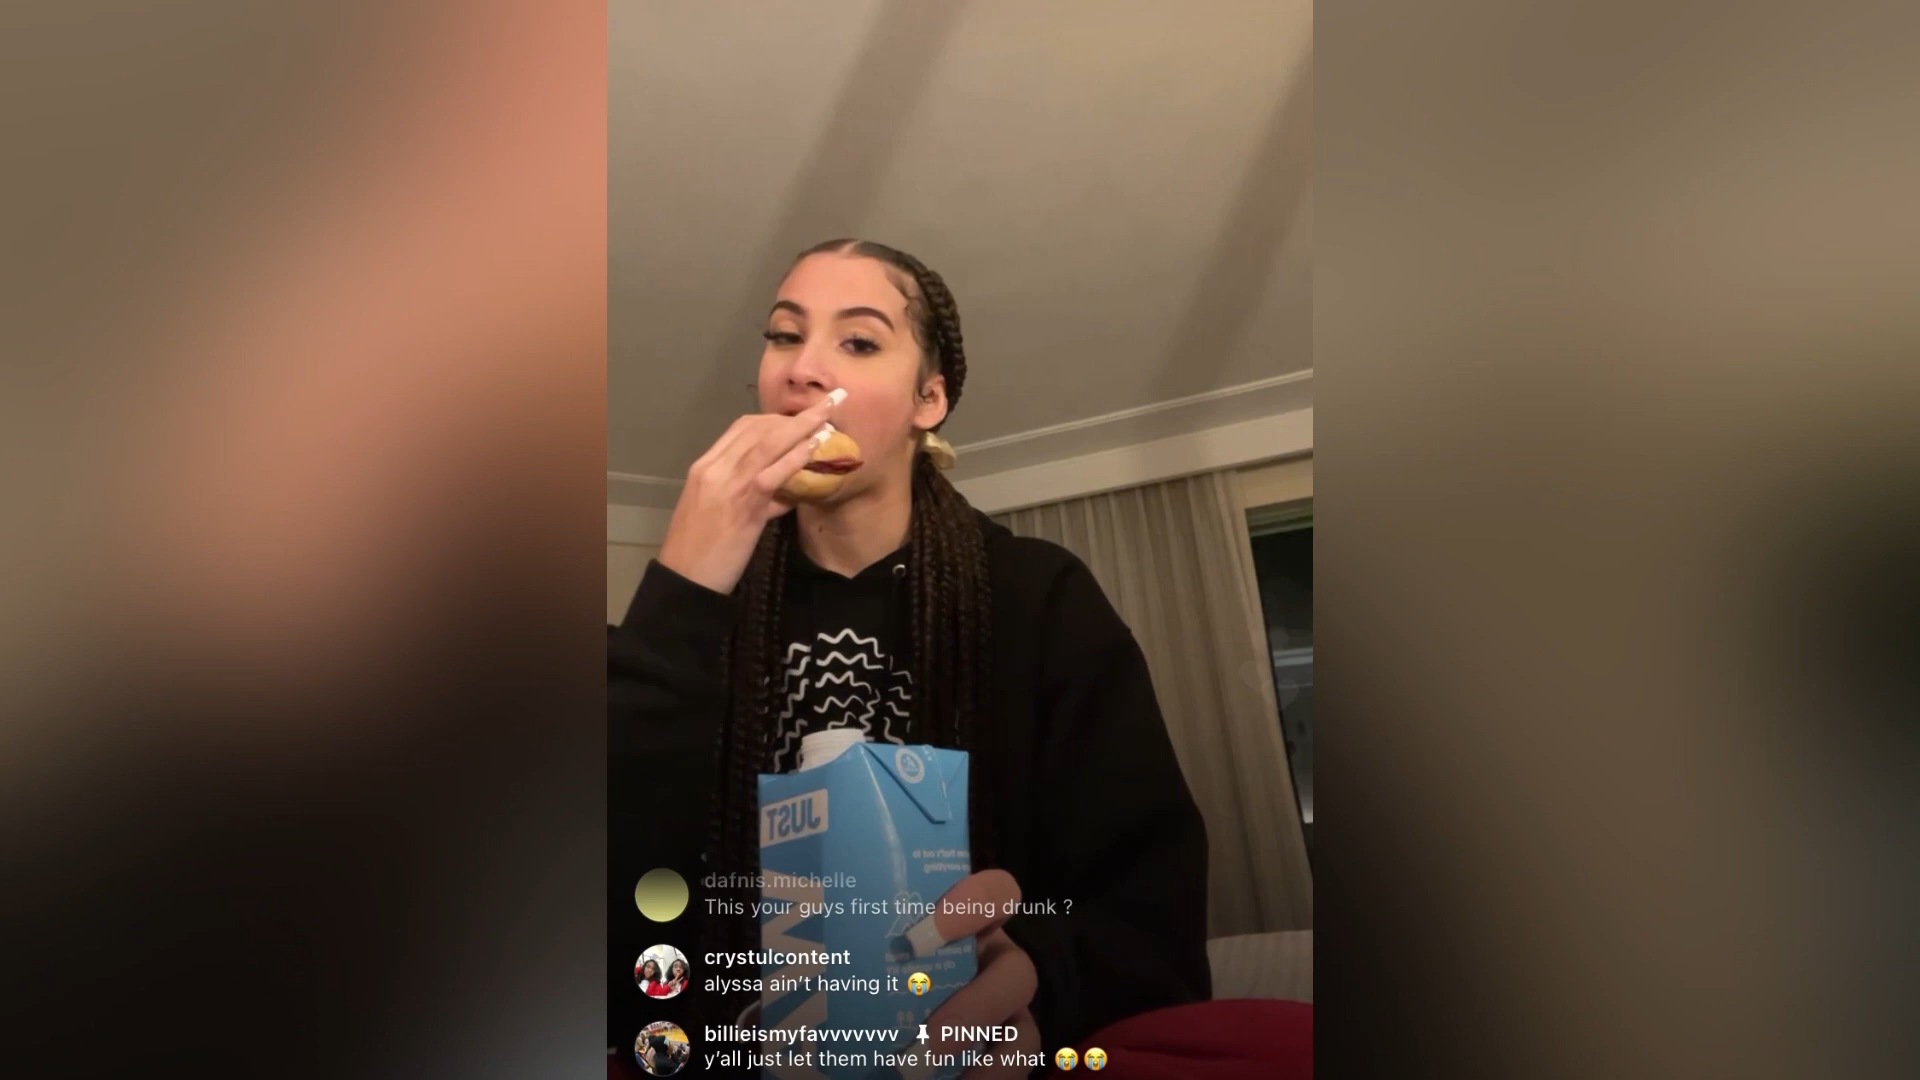 JUST
dafnis.michelle
This your guys first time being drunk ?
crystulcontent
alyssa ain't having it 😭
billieismyfavvvvvvv PINNED
y'all just let them have fun like what 😭😭